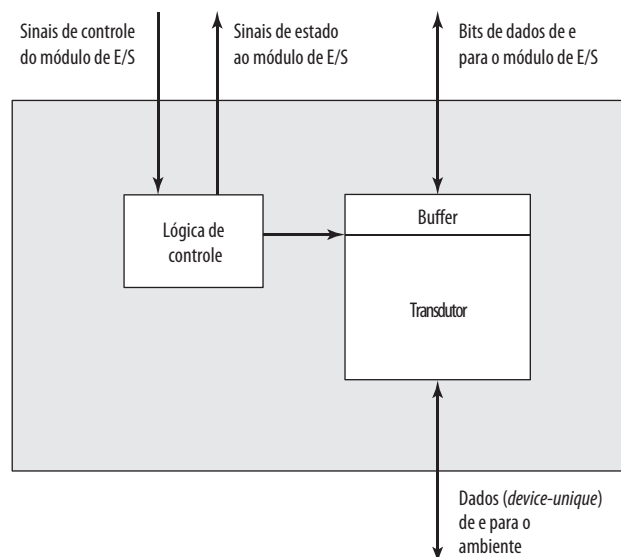 Sinais de controle
do módulo de E/S
Sinais de estado
ao módulo de E/S
Bits de dados de e
para o módulo de E/S
Lógica de
controle
Buffer
Transdutor
Dados (device-unique)
de e para o
ambiente